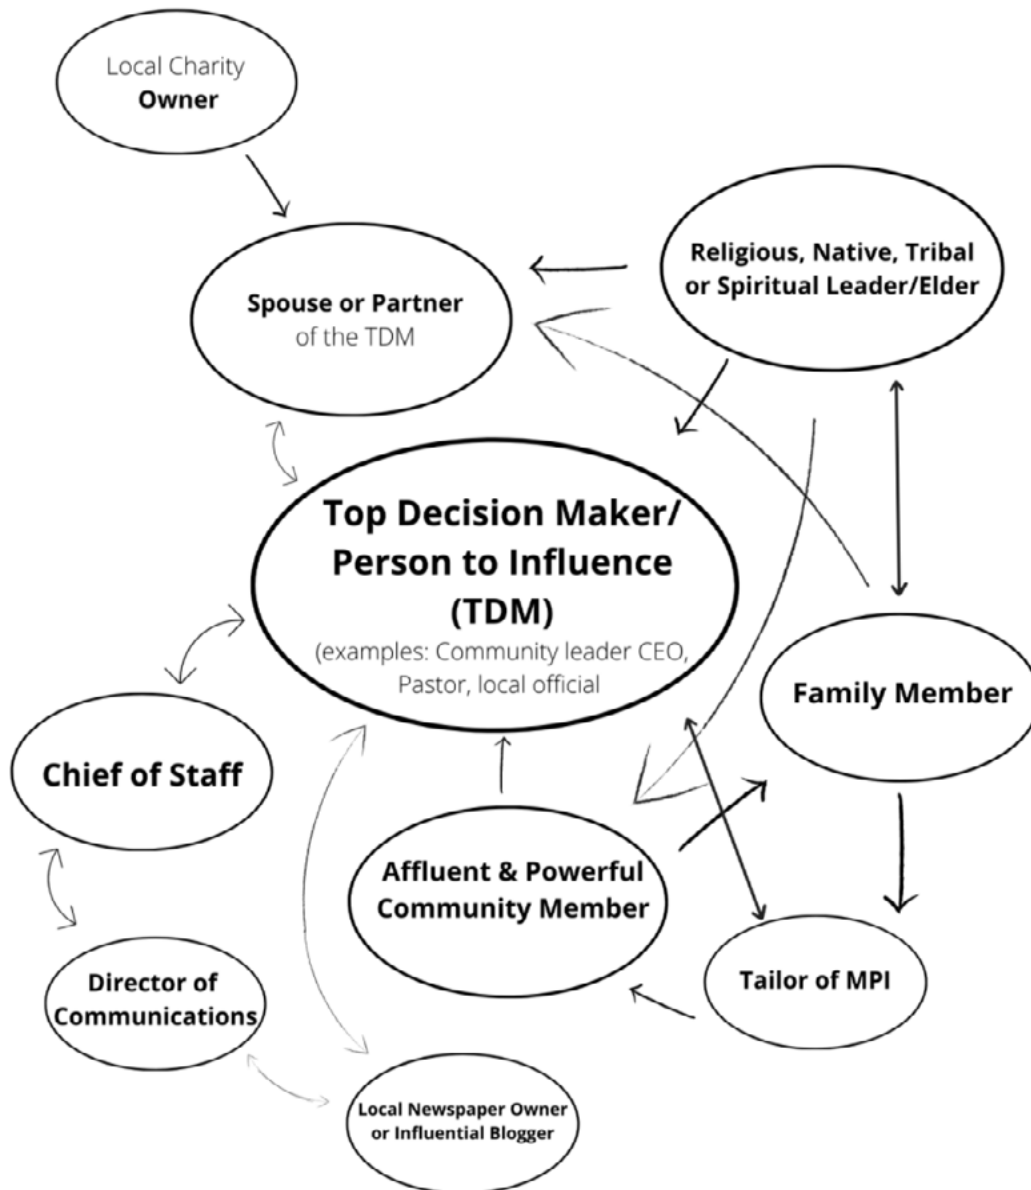 Local Charity
Owner
Religious, Native, Tribal
or Spiritual Leader/Elder
Spouse or Partner
of the TDM
Top Decision Maker/
Person to Influence
(TDM)
(examples: Community leader CEO,
Pastor, local official
Family Member
Chief of Staff
Affluent & Powerful
Community Member
Tailor of MPI
Director of
Communications
Local Newspaper Owner
or Influential Blogger